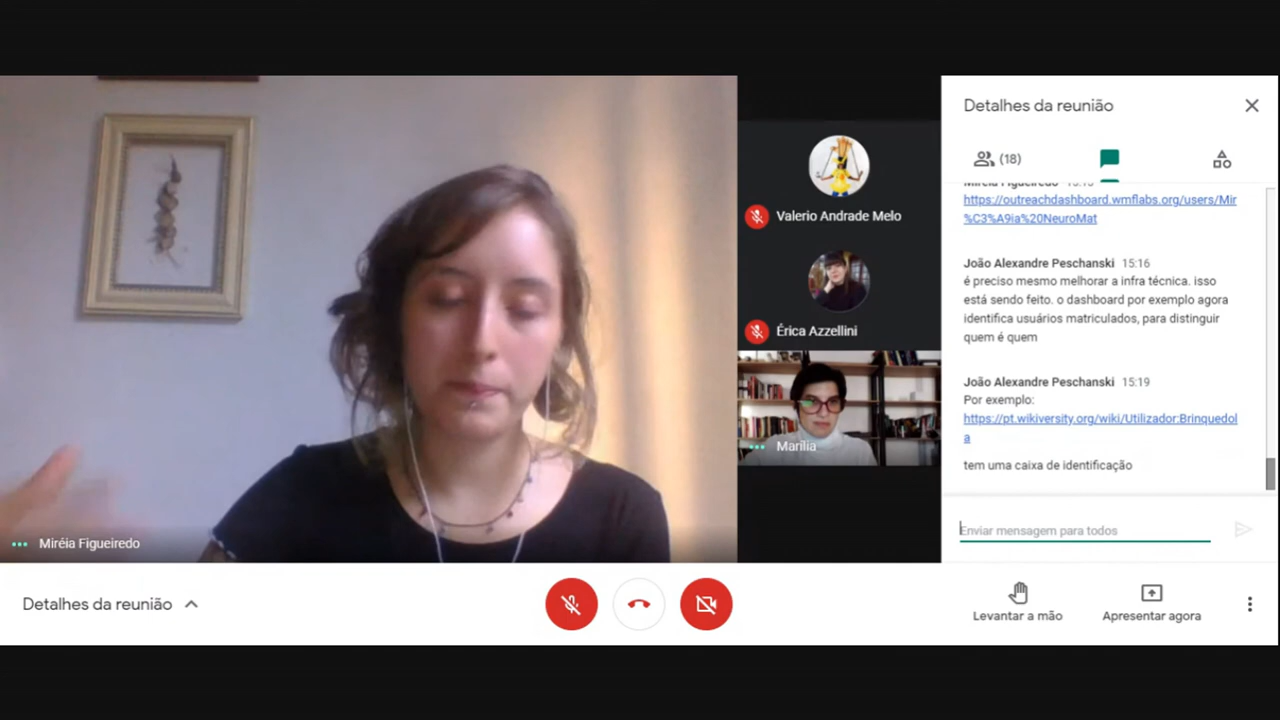 Detalhes da reunião
(18)
Mireia Figueiredo 15:15
https://outreachdashboard.wmflabs.org/users/Mir
%C3%A9ia%20NeuroMat
João Alexandre Peschanski 15:16
é preciso mesmo melhorar a infra técnica. isso
está sendo feito. o dashboard por exemplo agora
identifica usuários matriculados, para distinguir
quem é quem
João Alexandre Peschanski 15:19
Por exemplo:
https://pt.wikiversity.org/wiki/Utilizador:Brinquedol
a
tem uma caixa de identificação
Enviar mensagem para todos
Valerio Andrade Melo
Érica Azzellini
Marília
Miréia Figueiredo
Detalhes da reunião
Levantar a mão
Apresentar agora